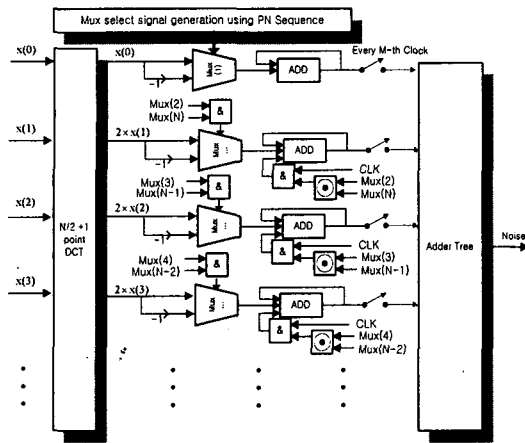 Mux select signal generation using PN Sequence
x(0)
x(0)
Mux
(1)
-1
ADD
Every M-th Clock
Mux(2)
Mux(N)
&
x(1)
2×x(1)
Mux
...
-1
ADD
&
CLK
Mux(2)
Mux(N)
Mux(3)
Mux(N-1)
&
x(2)
2×x(2)
Mux
...
-1
ADD
&
CLK
Mux(3)
Mux(N-1)
N/2 +1
point
DCT
Adder Tree
Noise
Mux(4)
Mux(N-2)
&
x(3)
2×x(3)
Mux
...
-1
ADD
&
CLK
Mux(4)
Mux(N-2)